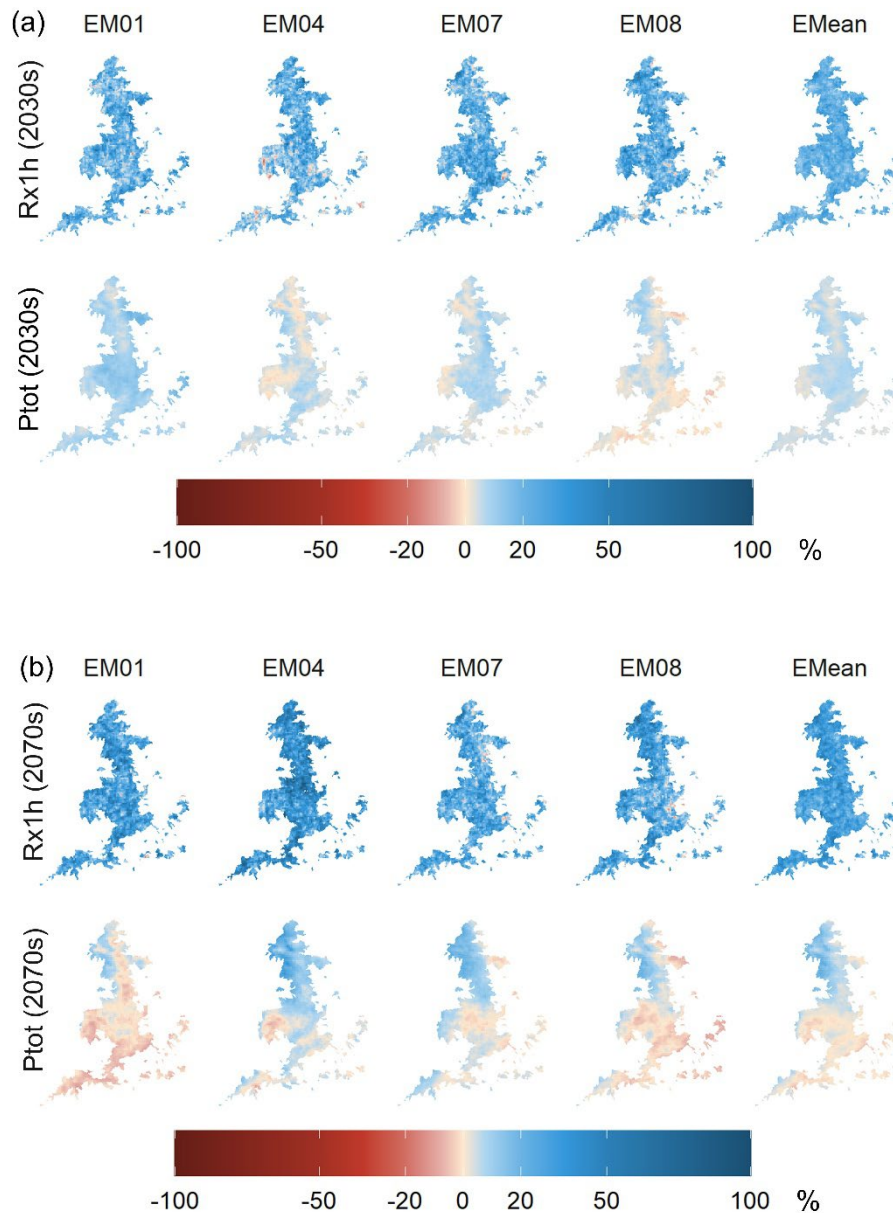 (a) EM01 EM04 EM07 EM08 EMean
Rx1h (2030s)
Ptot (2030s)
-100 -50 -20 0 20 50 100 %
(b) EM01 EM04 EM07 EM08 EMean
Rx1h (2070s)
Ptot (2070s)
-100 -50 -20 0 20 50 100 %